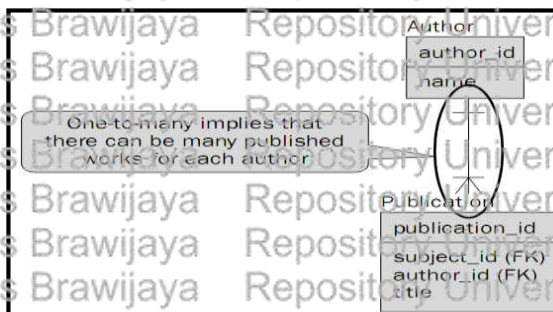 Author
author_id
name
One-to-many implies that
there can be many published
works for each author
Publication
publication_id
subject_id (FK)
author_id (FK)
title
s Brawijaya Repository Univer
s Brawijaya Repository Univer
s Brawijaya Repository Univer
s Brawijaya Repository Univer
s Brawijaya Repository Univer
s Brawijaya Repository Univer
s Brawijaya Repository Univer